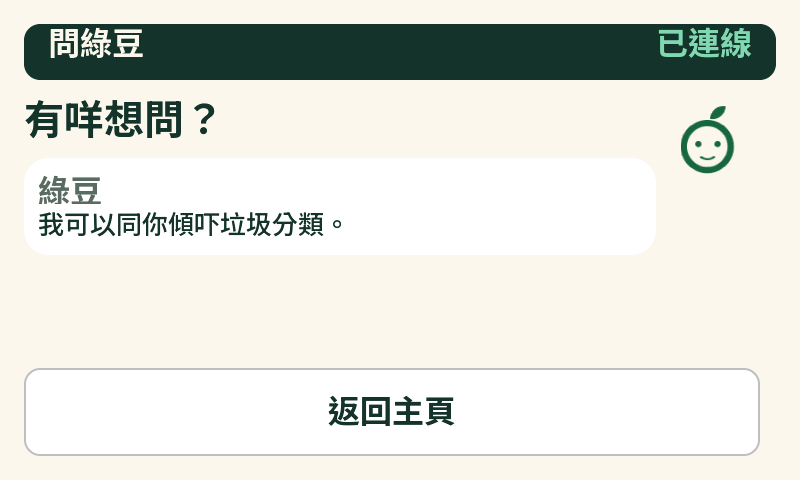 問綠豆
已連線
有咩想問？
綠豆
我可以同你傾吓垃圾分類。
返回主頁